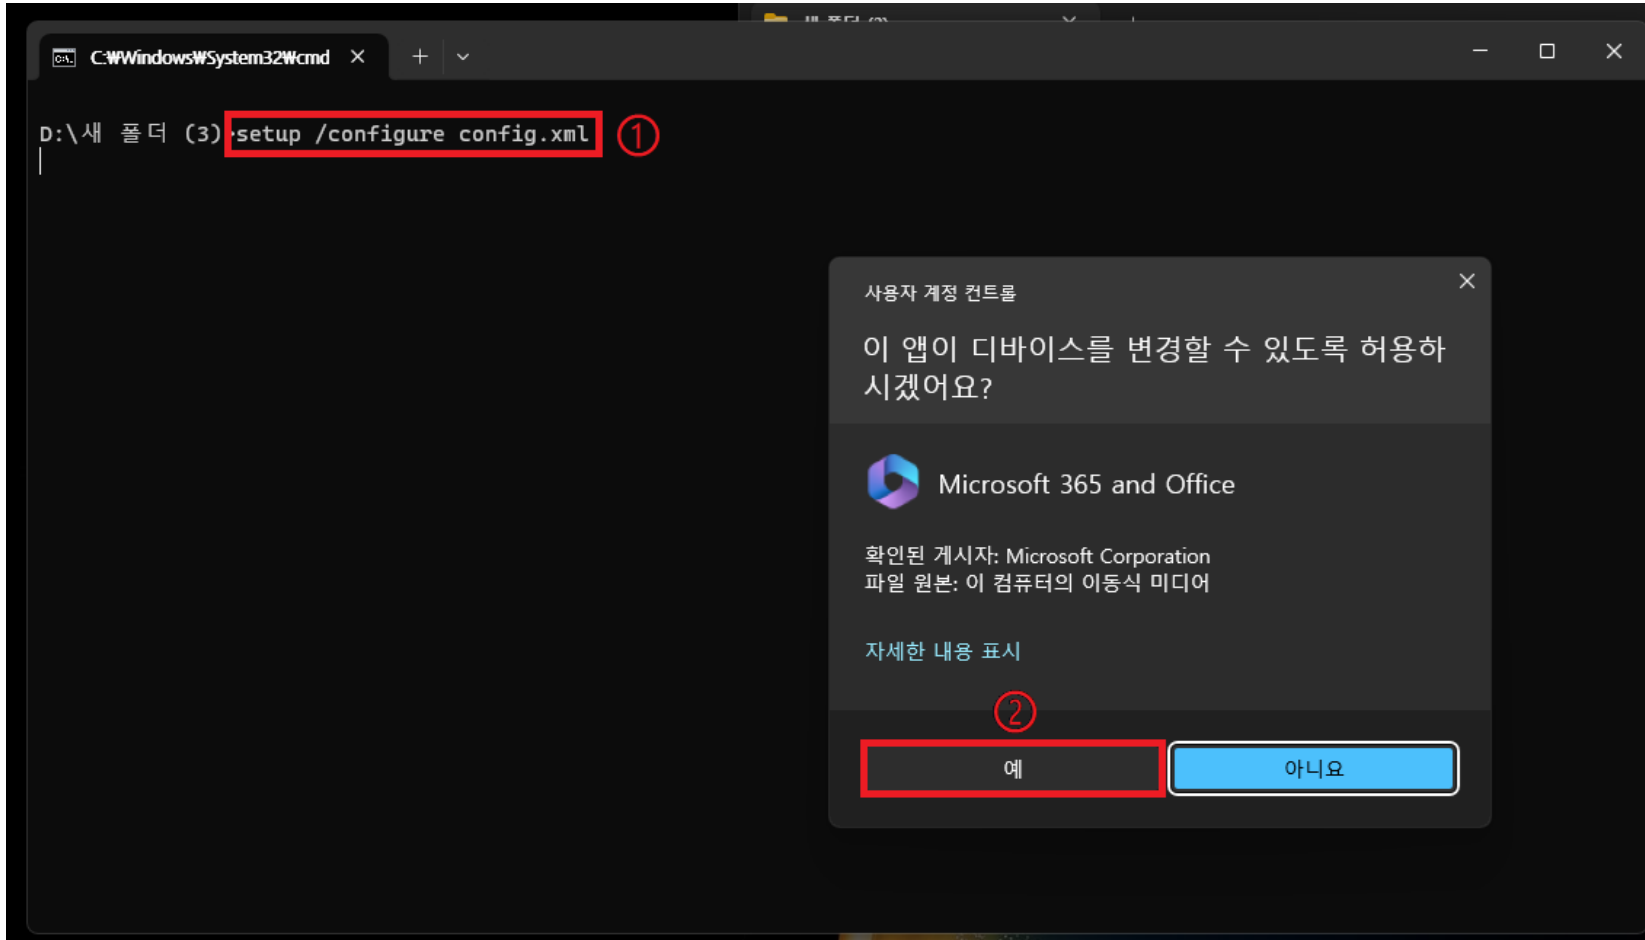 C:₩Windows₩System32₩cmd
D:\새 폴더 (3)>setup /configure config.xml
①
사용자 계정 컨트롤
이 앱이 디바이스를 변경할 수 있도록 허용하
시겠어요?
Microsoft 365 and Office
확인된 게시자: Microsoft Corporation
파일 원본: 이 컴퓨터의 이동식 미디어
자세한 내용 표시
②
예
아니요